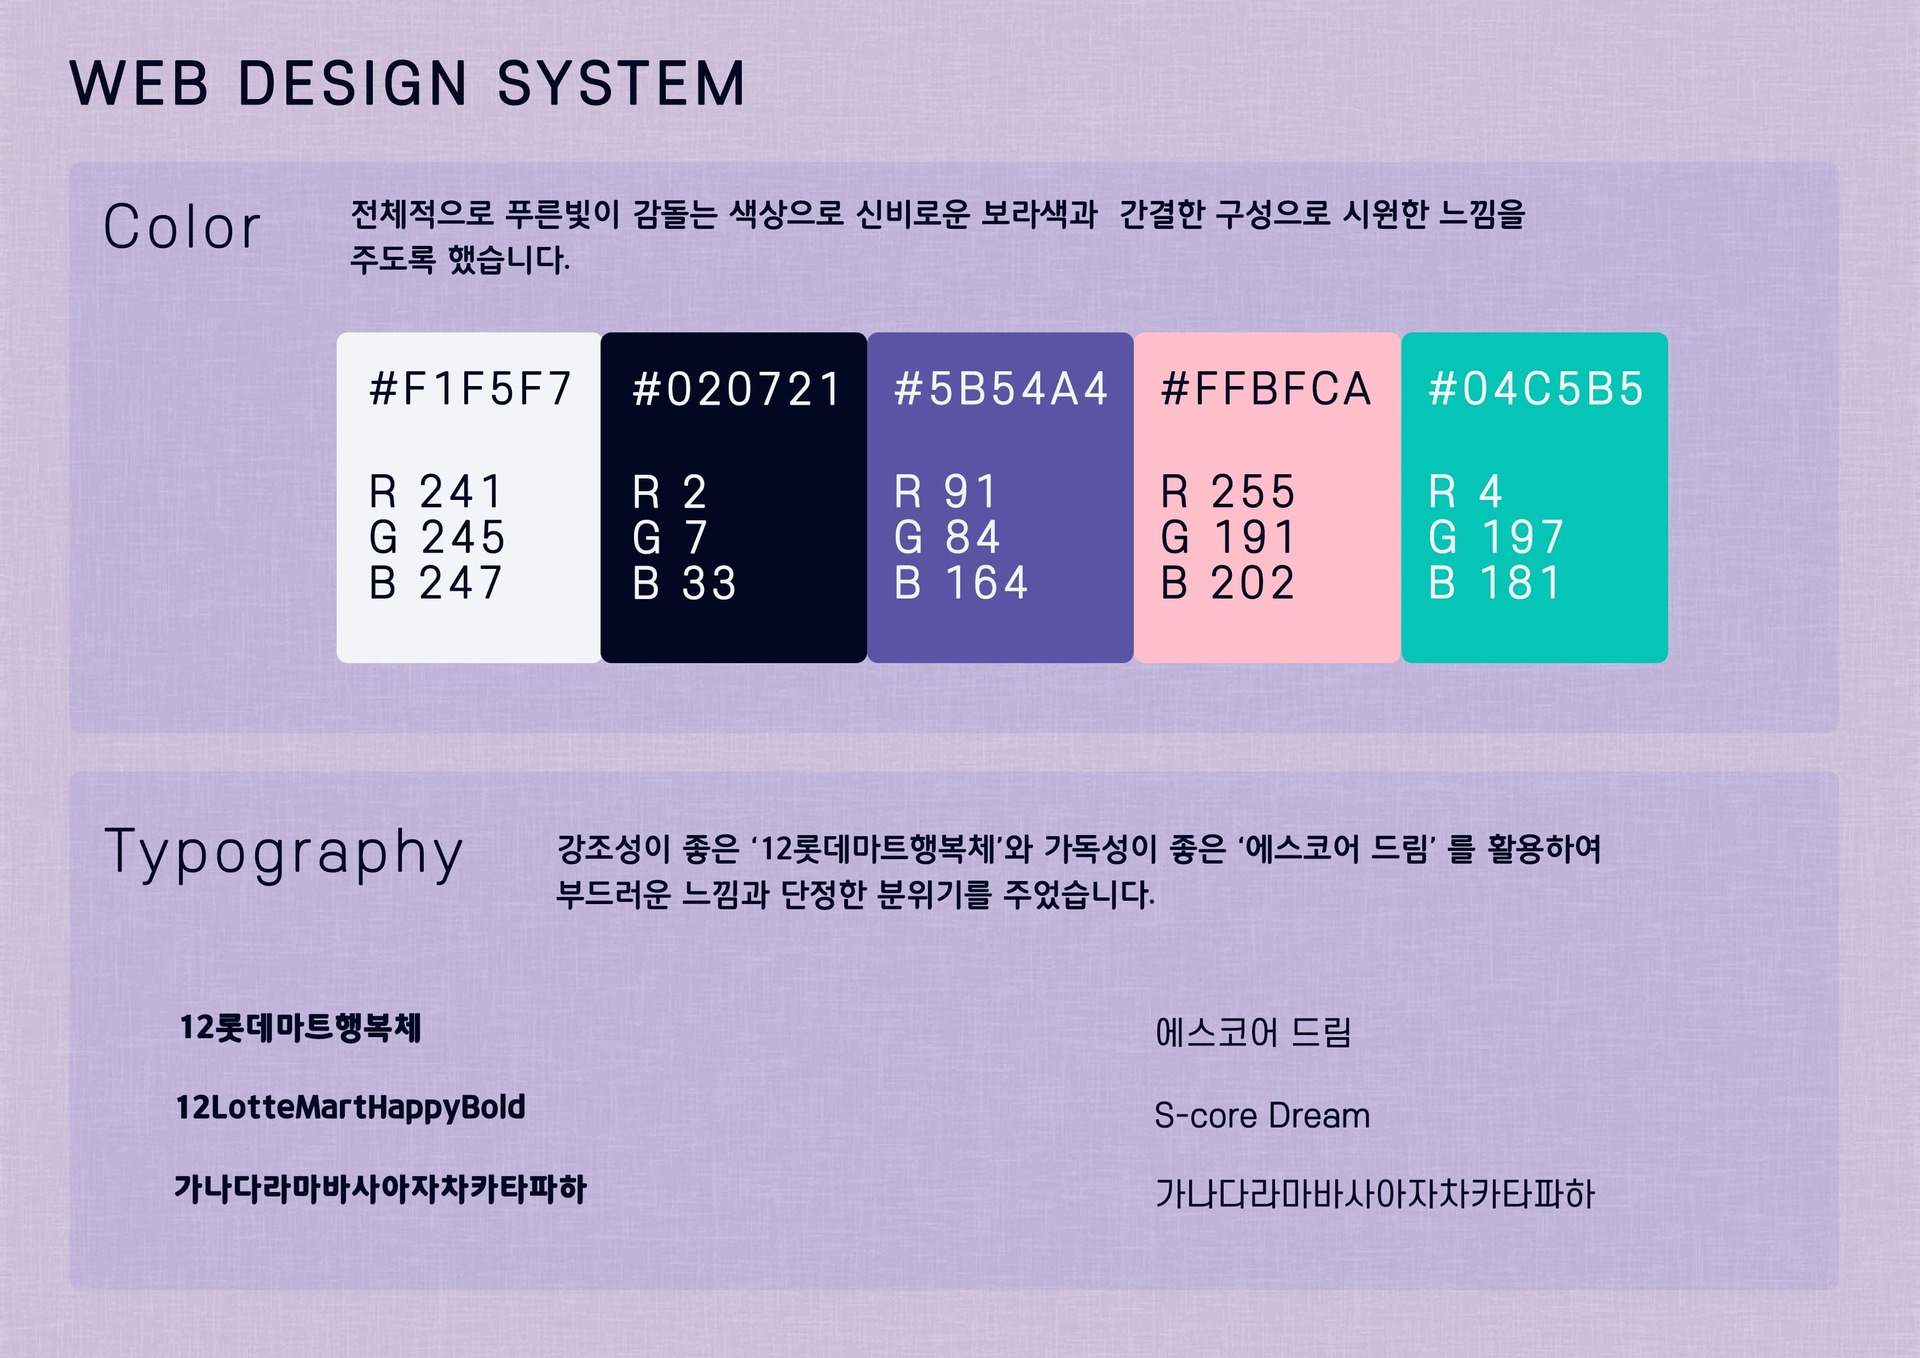 WEB DESIGN SYSTEM
Color
전체적으로 푸른빛이 감돌는 색상으로 신비로운 보라색과 간결한 구성으로 시원한 느낌을
주도록 했습니다.
#F1F5F7
R 241
G 245
B 247
#020721
R 2
G 7
B 33
#5B54A4
R 91
G 84
B 164
#FFBFCA
R 255
G 191
B 202
#04C5B5
R 4
G 197
B 181
Typography
강조성이 좋은 ‘12롯데마트행복체’와 가독성이 좋은 ‘에스코어 드림’ 를 활용하여
부드러운 느낌과 단정한 분위기를 주었습니다.
12롯데마트행복체
12LotteMartHappyBold
가나다라마바사아자차카타파하
에스코어 드림
S-core Dream
가나다라마바사아자차카타파하